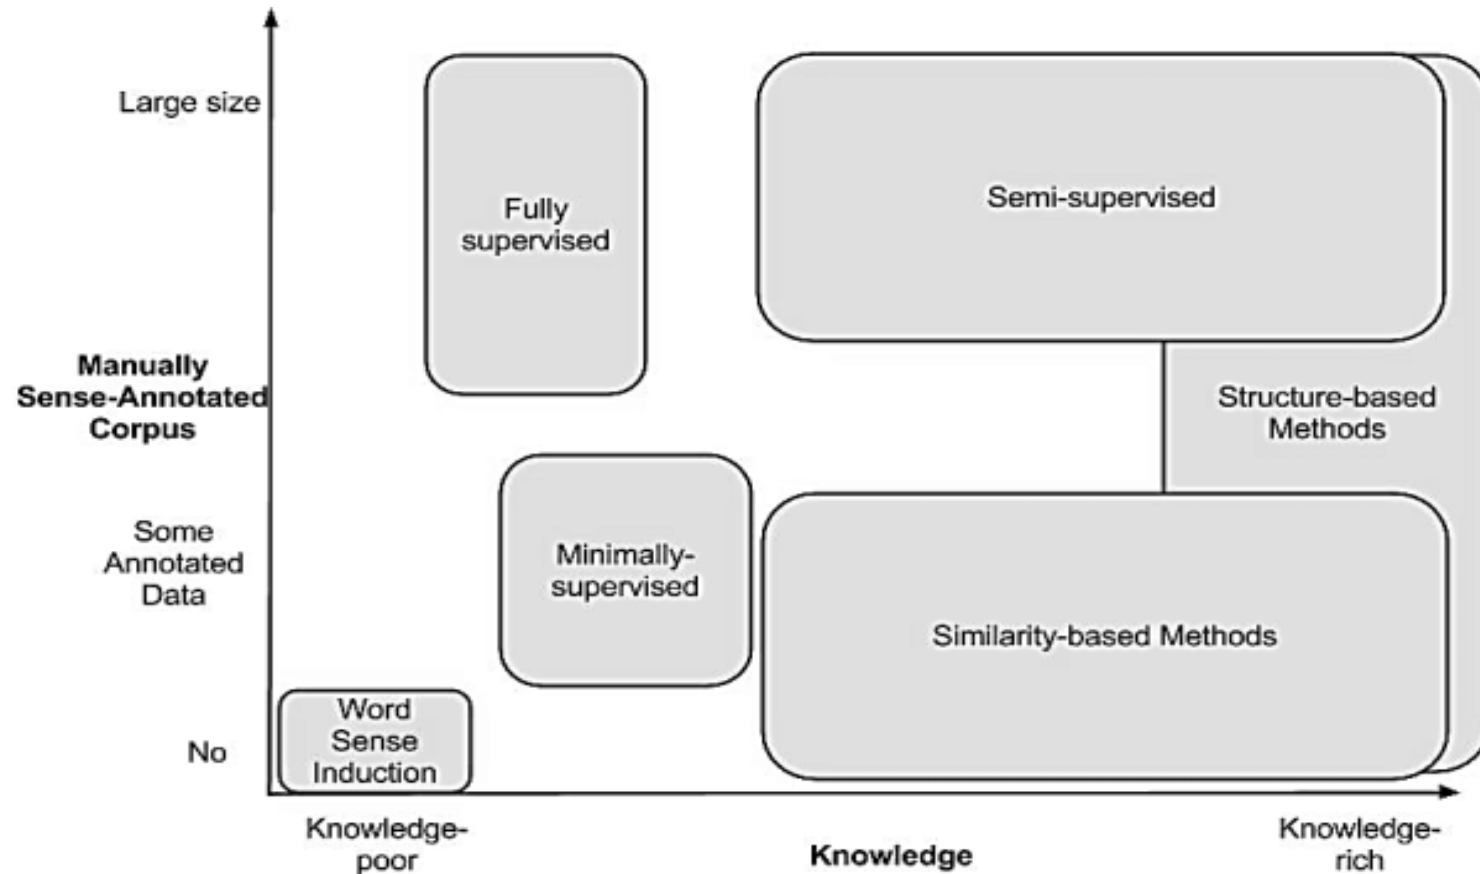 Large size
Fully
supervised
Semi-supervised
Manually
Sense-Annotated
Corpus
Structure-based
Methods
Some
Annotated
Data
Minimally-
supervised
Similarity-based Methods
No
Word
Sense
Induction
Knowledge-
poor
Knowledge
Knowledge-
rich